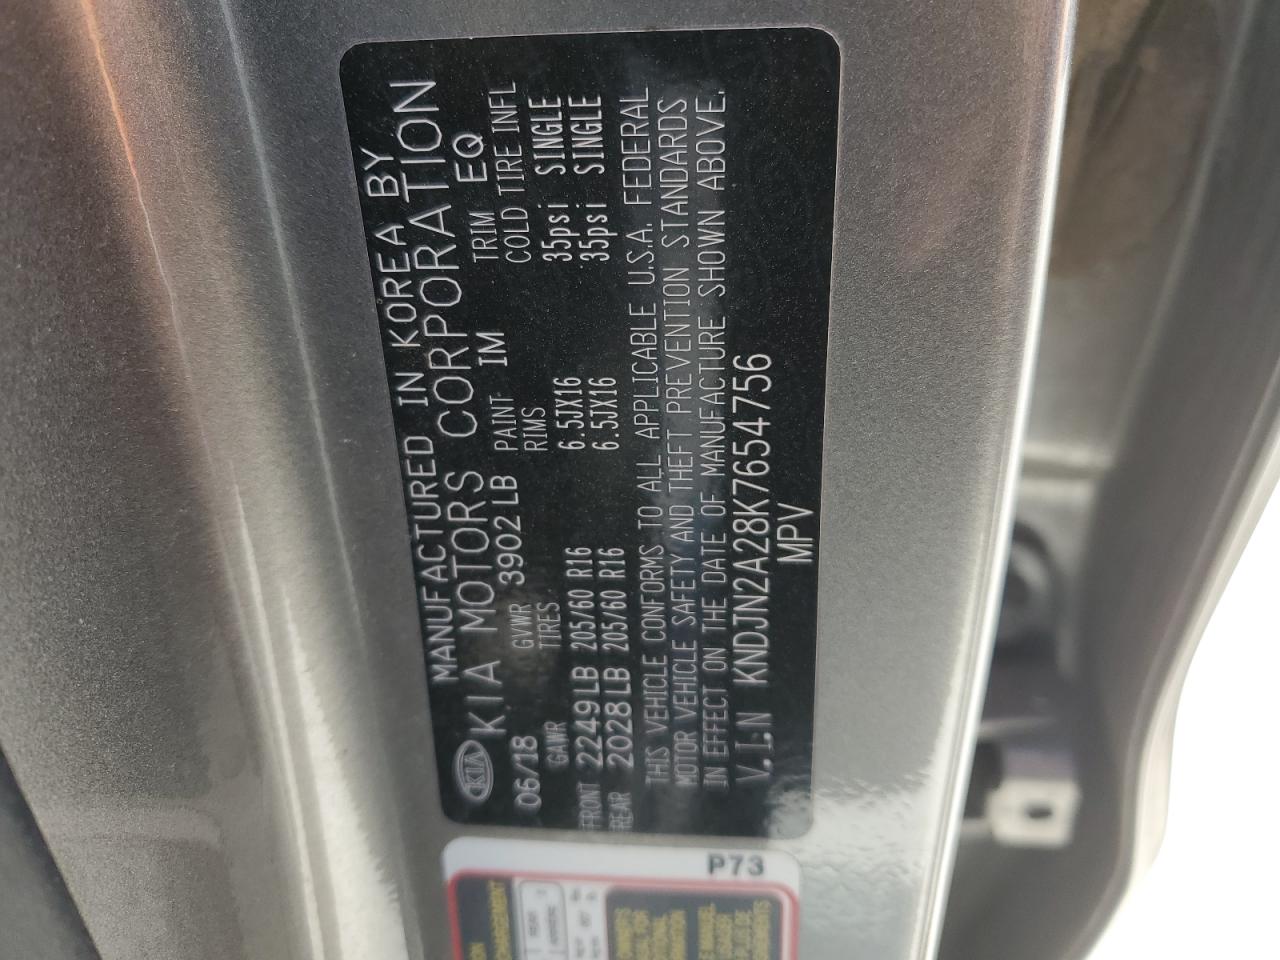 MANUFACTURED IN KOREA BY
KIA KIA MOTORS CORPORATION
06/18 GVWR 3902 LB PAINT IM TRIM EQ
GAWR TIRES RIMS COLD TIRE INFL
FRONT 2249LB 205/60 R16 6.5JX16 35psi SINGLE
REAR 2028LB 205/60 R16 6.5JX16 35psi SINGLE
THIS VEHICLE CONFORMS TO ALL APPLICABLE U.S.A. FEDERAL
MOTOR VEHICLE SAFETY AND THEFT PREVENTION STANDARDS
IN EFFECT ON THE DATE OF MANUFACTURE SHOWN ABOVE.
V.I.N KNDJN2A28K7654756
MPV
P73